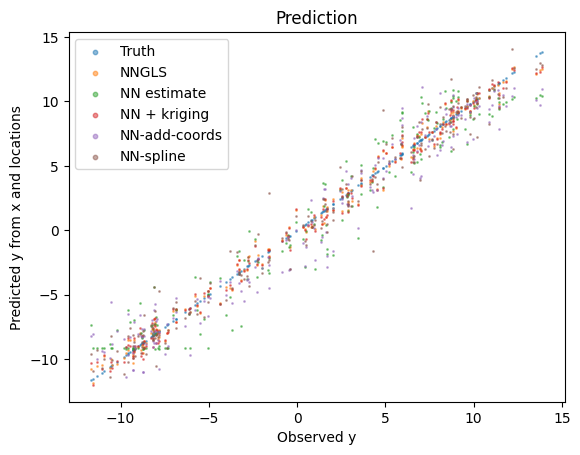 Prediction
Truth
NNGLS
NN estimate
NN + kriging
NN-add-coords
NN-spline
Predicted y from x and locations
15
10
5
0
−5
−10
−10
−5
0
5
10
15
Observed y